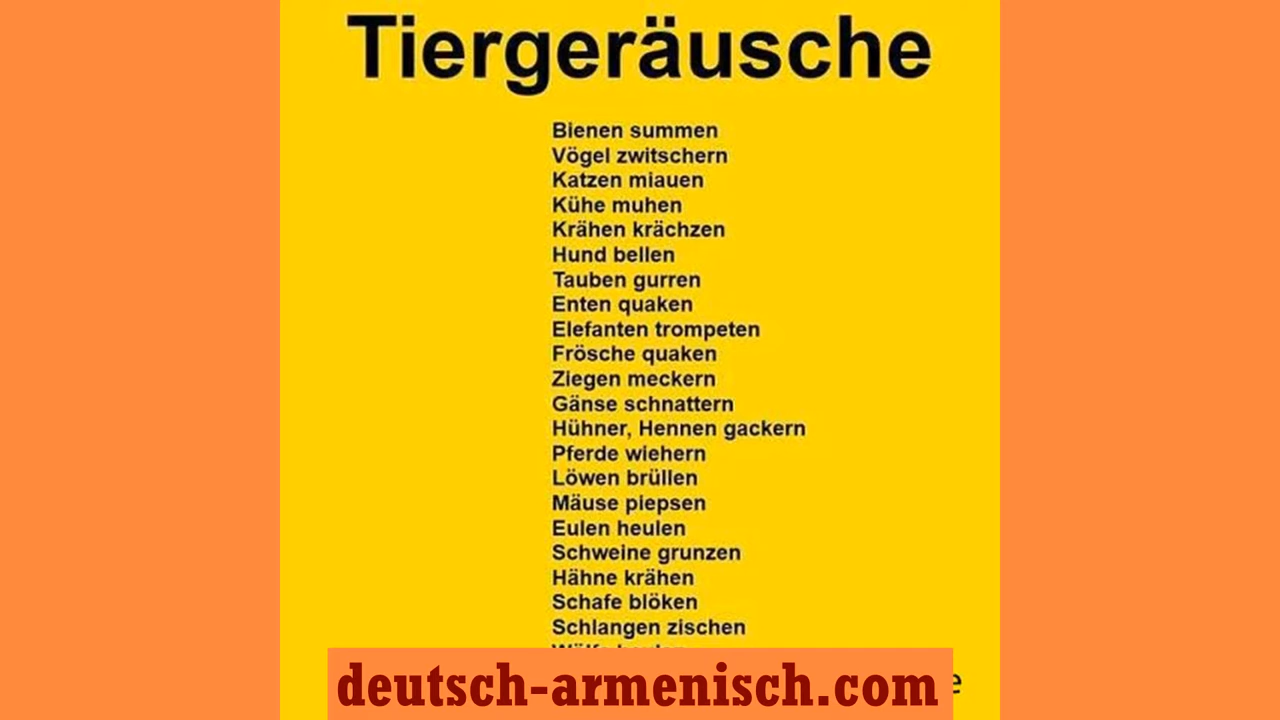 Tiergeräusche
Bienen summen
Vögel zwitschern
Katzen miauen
Kühe muhen
Krähen krächzen
Hund bellen
Tauben gurren
Enten quaken
Elefanten trompeten
Frösche quaken
Ziegen meckern
Gänse schnattern
Hühner, Hennen gackern
Pferde wiehern
Löwen brüllen
Mäuse piepsen
Eulen heulen
Schweine grunzen
Hähne krähen
Schafe blöken
Schlangen zischen
deutsch-armenisch.com